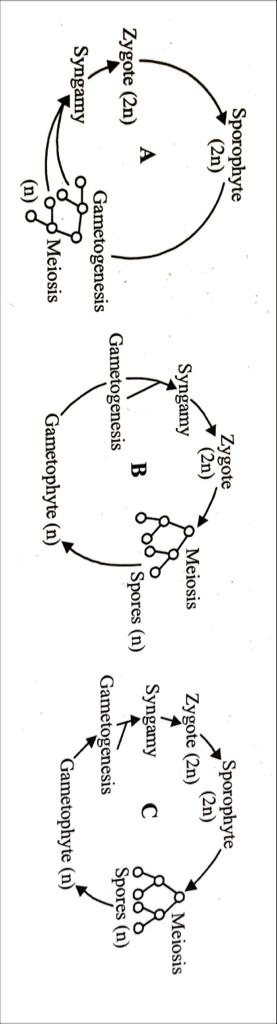 Sporophyte
(2n)
Zygote (2n)
A
Syngamy
Gametogenesis
Meiosis
(n)
Zygote
(2n)
Syngamy
Meiosis
B
Gametogenesis
Spores (n)
Gametophyte (n)
Sporophyte
(2n)
Zygote (2n)
Meiosis
Syngamy
C
Spores (n)
Gametogenesis
Gametophyte (n)